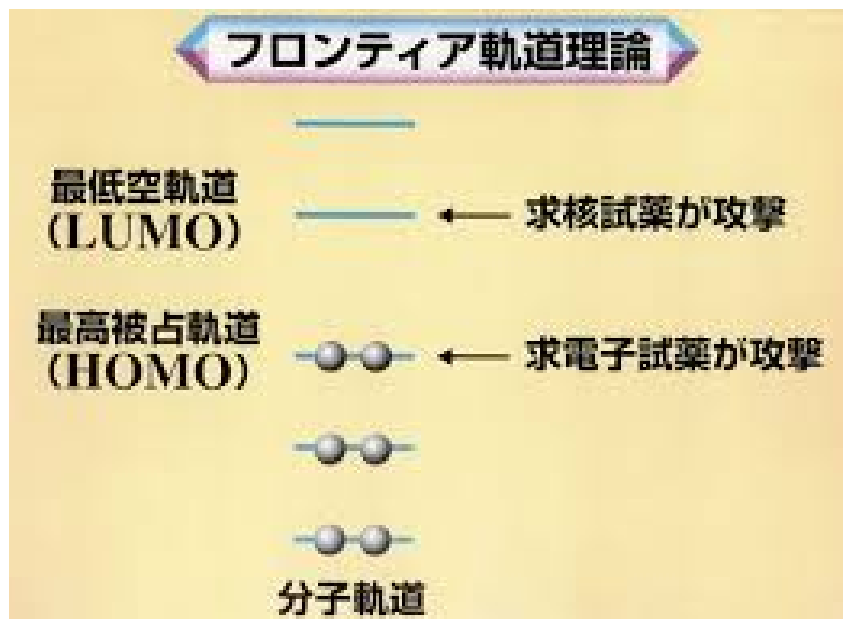 フロンティア軌道理論
最低空軌道
(LUMO)
求核試薬が攻撃
最高被占軌道
(HOMO)
求電子試薬が攻撃
分子軌道